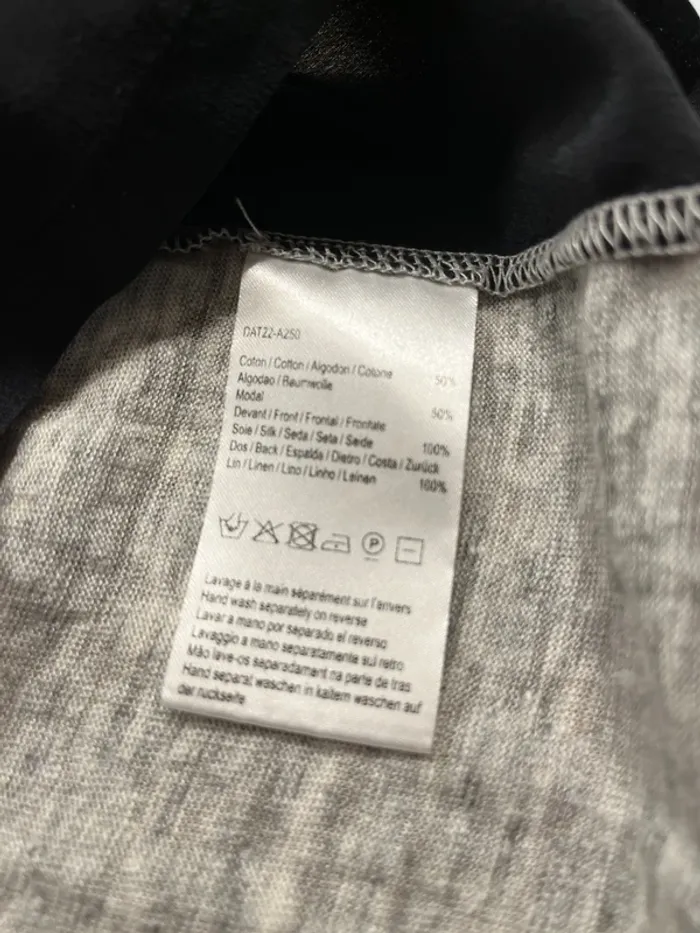 DAT22-A250
Coton / Cotton / Algodon / Cotone 50%
Algodao / Baumwolle
Modal 50%
Devant / Front / Frontal / Frontale
Soie / Silk / Seda / Seta / Seide 100%
Dos / Back / Espalda / Dietro / Costa / Zurück
Lin / Linen / Lino / Linho / Leinen 100%
P
Lavage à la main séparément sur l'envers
Hand wash separately on reverse
Lavar a mano por separado el reverso
Lavaggio a mano separatamente sul retro
Mão lave-os separadamant na parte de tras
Hand separat waschen in kaltem waschen auf
der ruckseite